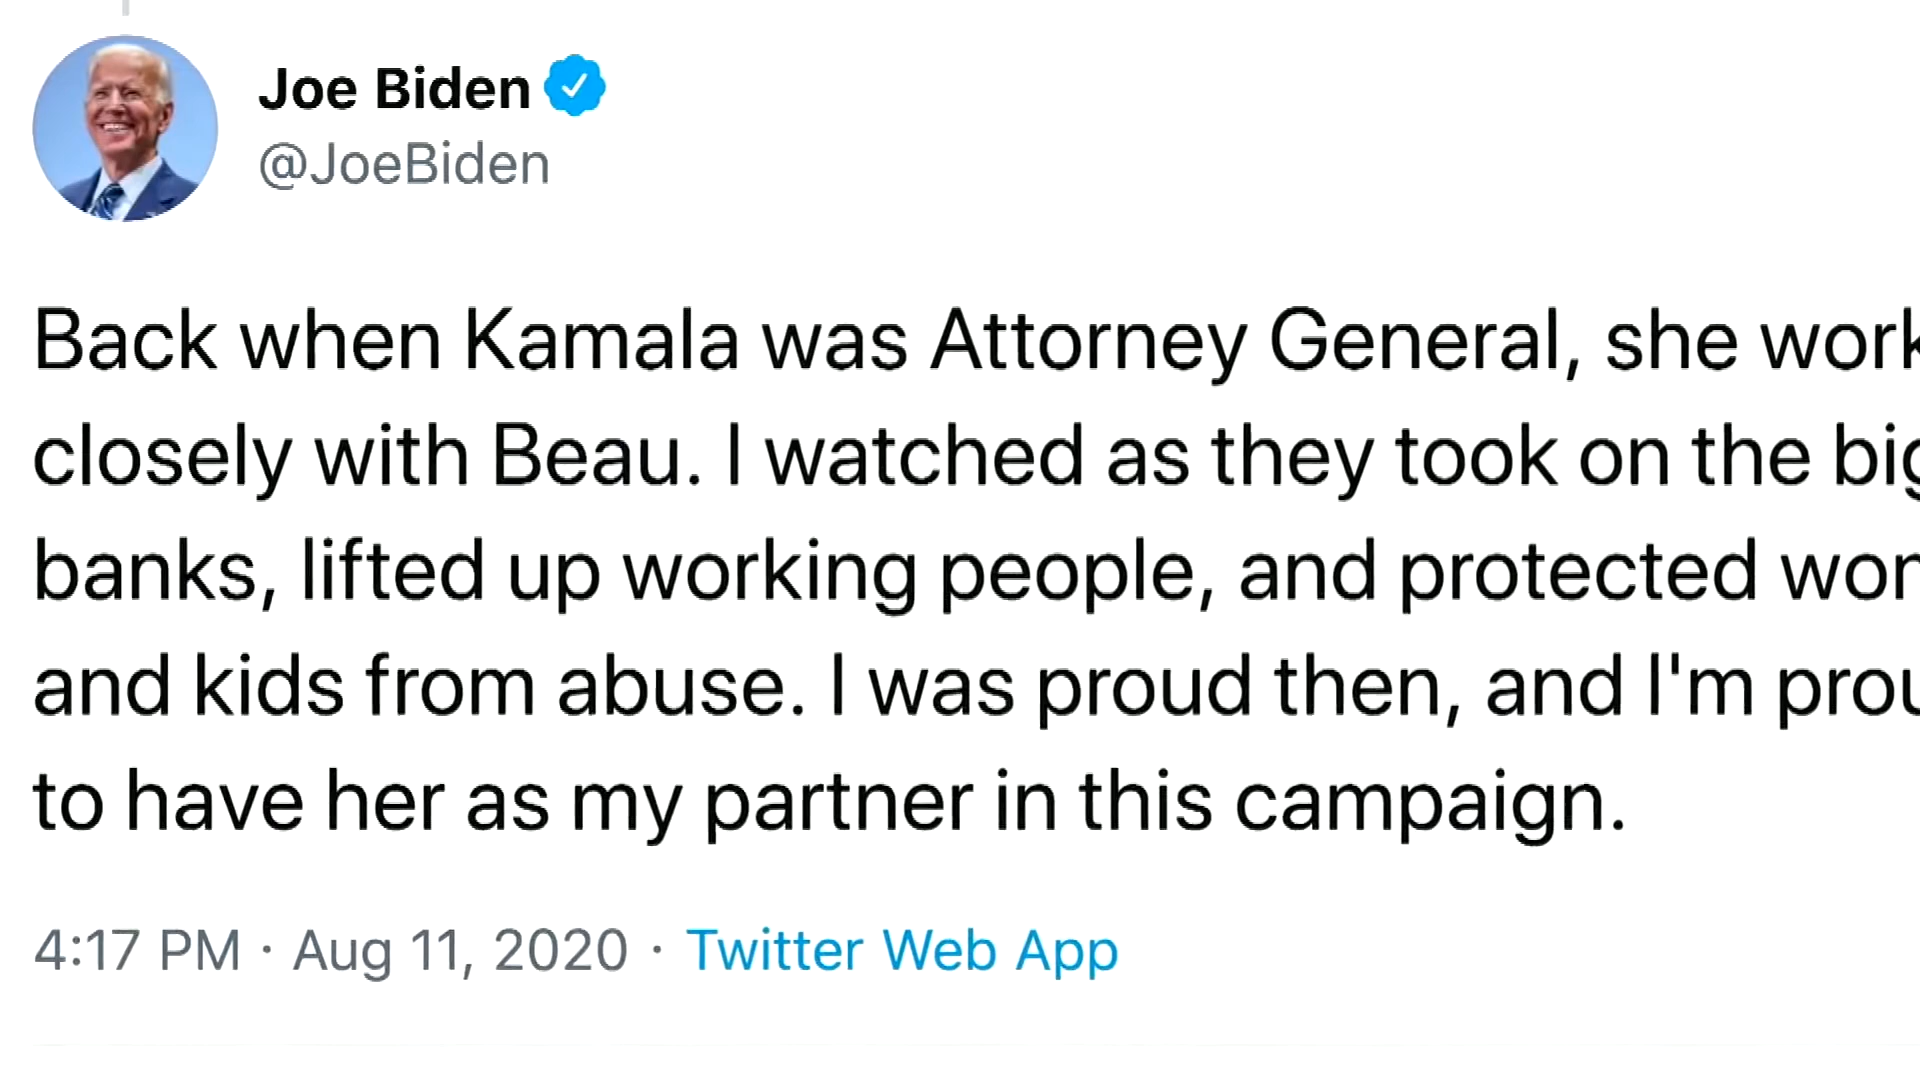 Joe Biden
@JoeBiden
Back when Kamala was Attorney General, she work
closely with Beau. I watched as they took on the big
banks, lifted up working people, and protected
and kids from abuse. I was proud then, and I'm
to have her as my partner in this campaign.
4:17 PM · Aug 11, 2020 · Twitter Web App